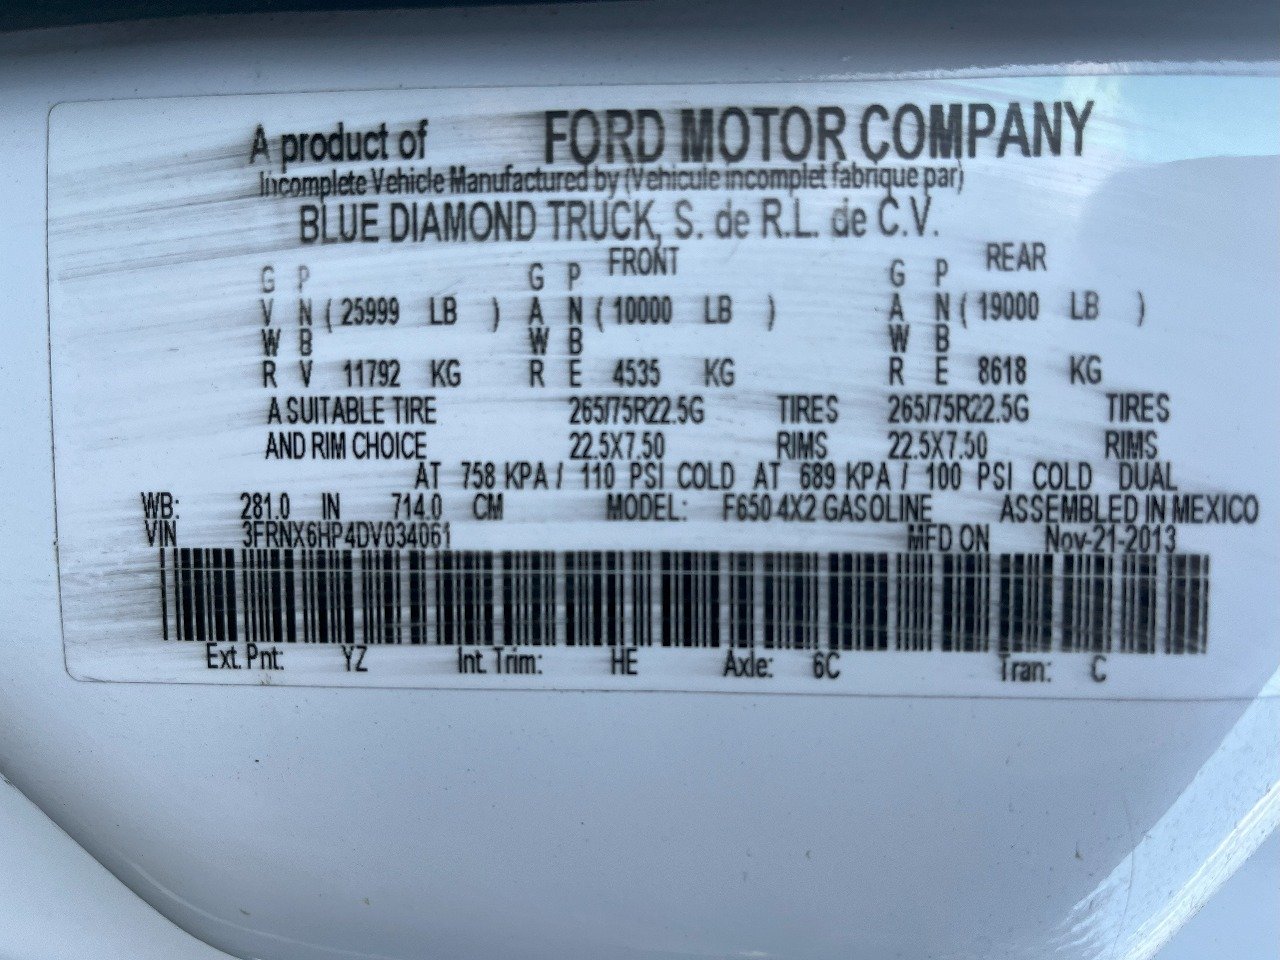 A product of FORD MOTOR COMPANY
Incomplete Vehicle Manufactured by (Vehicule incomplet fabrique par)
BLUE DIAMOND TRUCK, S. de R.L. de C.V.
FRONT REAR
G P G P G P
V N ( 25999 LB ) A N ( 10000 LB ) A N ( 19000 LB )
W B W B W B
R V 11792 KG R E 4535 KG R E 8618 KG
A SUITABLE TIRE 265/75R22.5G TIRES 265/75R22.5G TIRES
AND RIM CHOICE 22.5X7.50 RIMS 22.5X7.50 RIMS
AT 758 KPA / 110 PSI COLD AT 689 KPA / 100 PSI COLD DUAL
WB: 281.0 IN 714.0 CM MODEL: F650 4X2 GASOLINE ASSEMBLED IN MEXICO
VIN 3FRNX6HP4DV034061 MFD ON Nov-21-2013
Ext. Pnt: YZ Int. Trim: HE Axle: 6C Tran: C